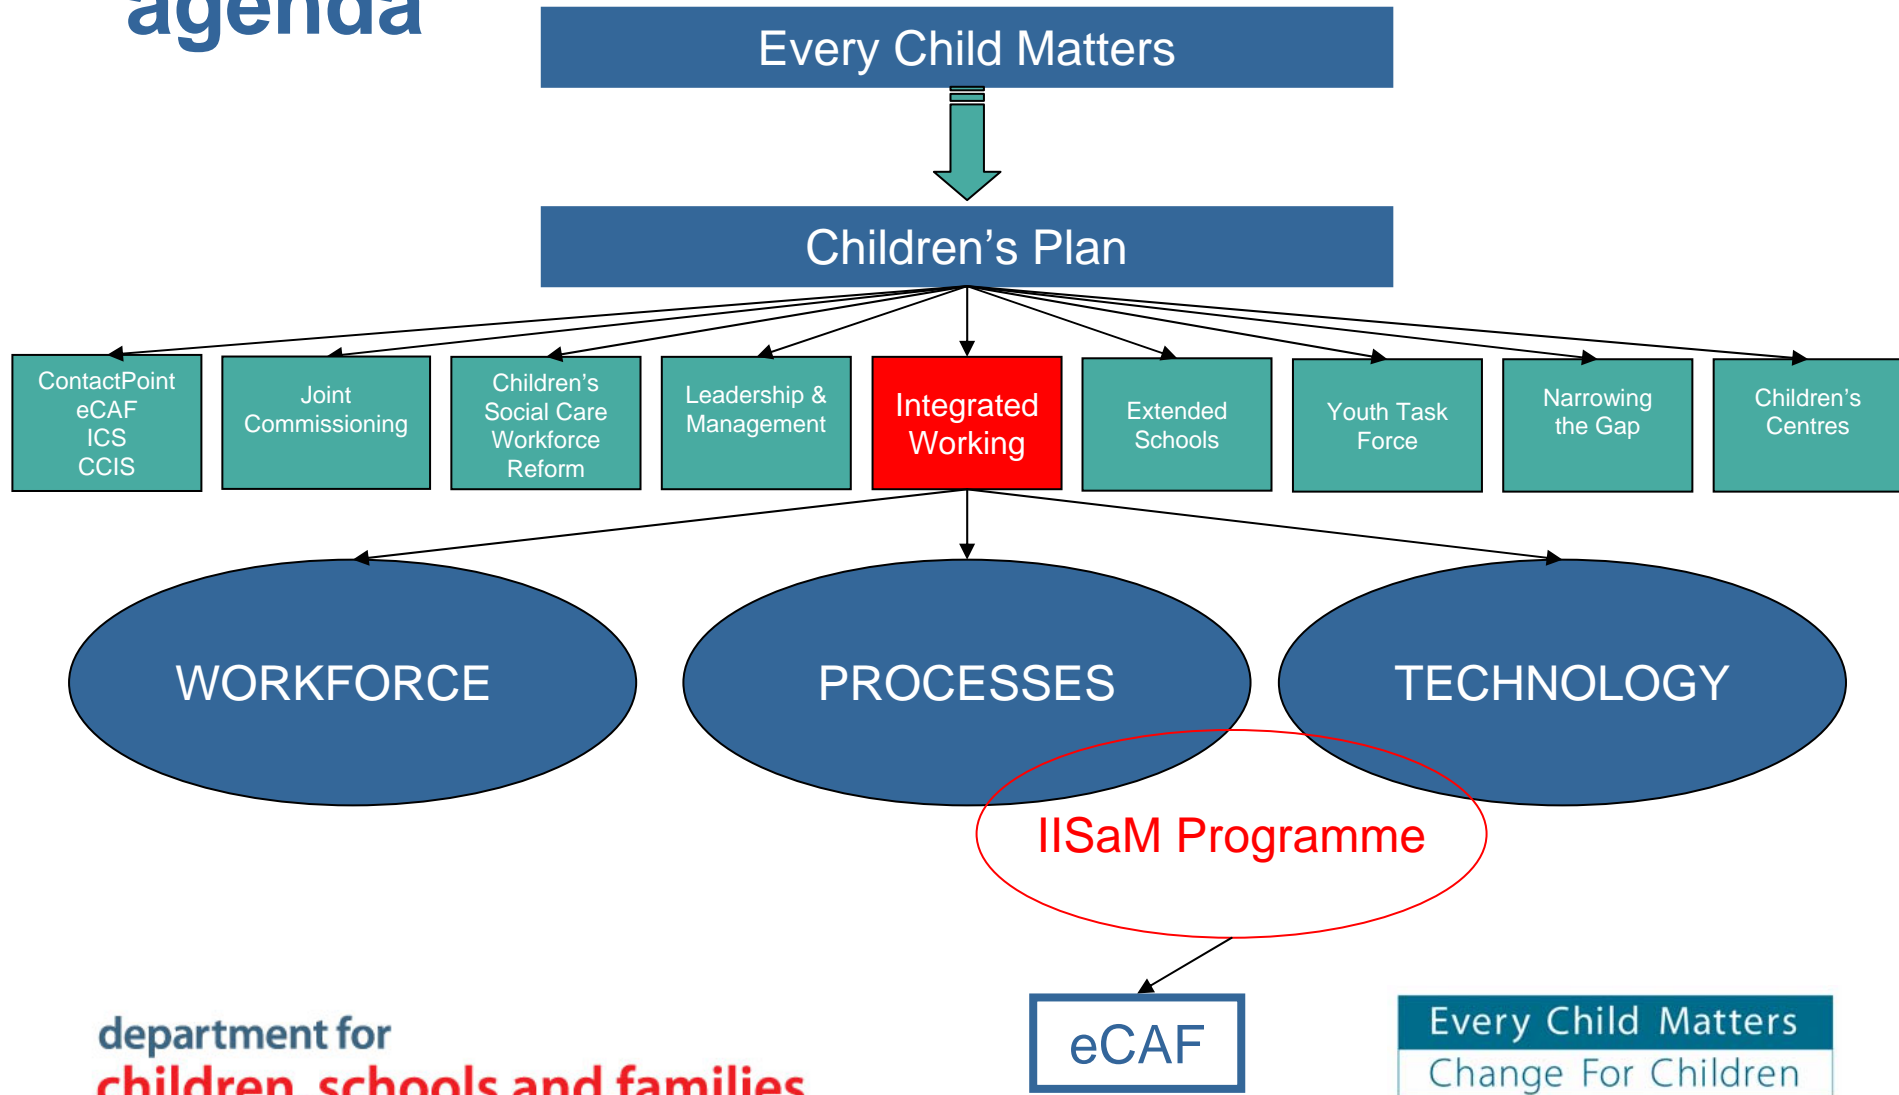 agenda
Every Child Matters
Children’s Plan
ContactPoint
eCAF
ICS
CCIS
Joint
Commissioning
Children’s
Social Care
Workforce
Reform
Leadership &
Management
Integrated
Working
Extended
Schools
Youth Task
Force
Narrowing
the Gap
Children’s
Centres
WORKFORCE
PROCESSES
TECHNOLOGY
IISaM Programme
eCAF
department for
children, schools and families
Every Child Matters
Change For Children